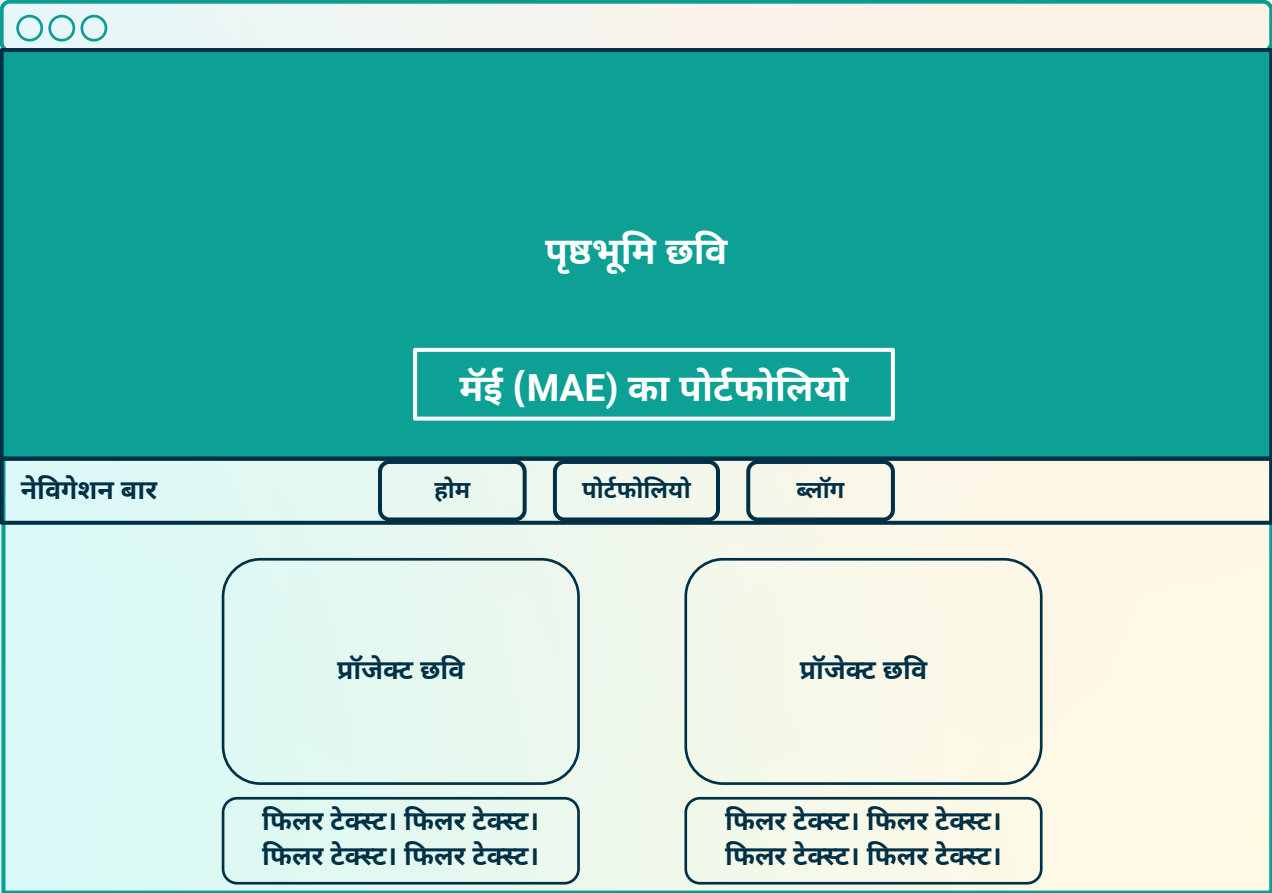 पृष्ठभूमि छवि
मॅई (MAE) का पोर्टफोलियो
नेविगेशन बार
होम
पोर्टफोलियो
ब्लॉग
प्रॉजेक्ट छवि
प्रॉजेक्ट छवि
फिलर टेक्स्ट। फिलर टेक्स्ट।
फिलर टेक्स्ट। फिलर टेक्स्ट।
फिलर टेक्स्ट। फिलर टेक्स्ट।
फिलर टेक्स्ट। फिलर टेक्स्ट।